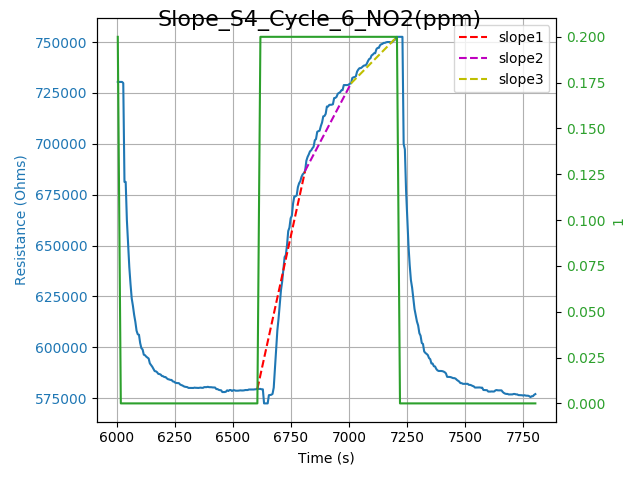 Slope_S4_Cycle_6_NO2(ppm)
slope1
slope2
slope3
750000
725000
700000
675000
650000
625000
600000
575000
Resistance (Ohms)
0.200
0.175
0.150
0.125
0.100
0.075
0.050
0.025
0.000
1
6000 6250 6500 6750 7000 7250 7500 7750
Time (s)